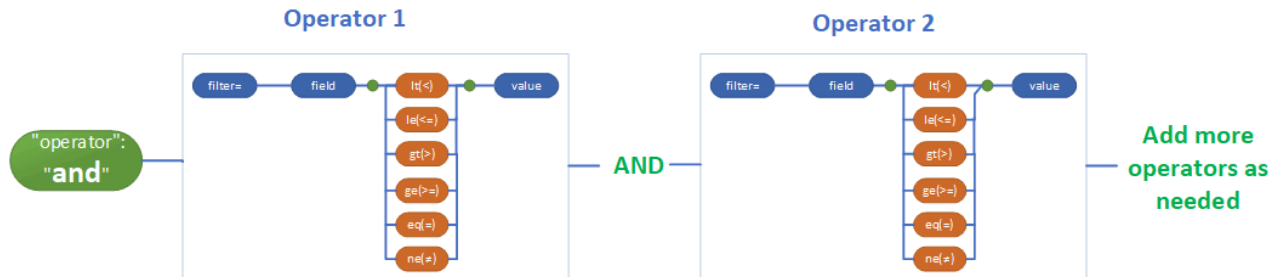 Operator 1
Operator 2
filter=
field
lt(<)
value
le(<=)
gt(>)
ge(>=)
eq(=)
ne(≠)
filter=
field
lt(<)
value
le(<=)
gt(>)
ge(>=)
eq(=)
ne(≠)
"operator":
"and"
AND
Add more
operators as
needed